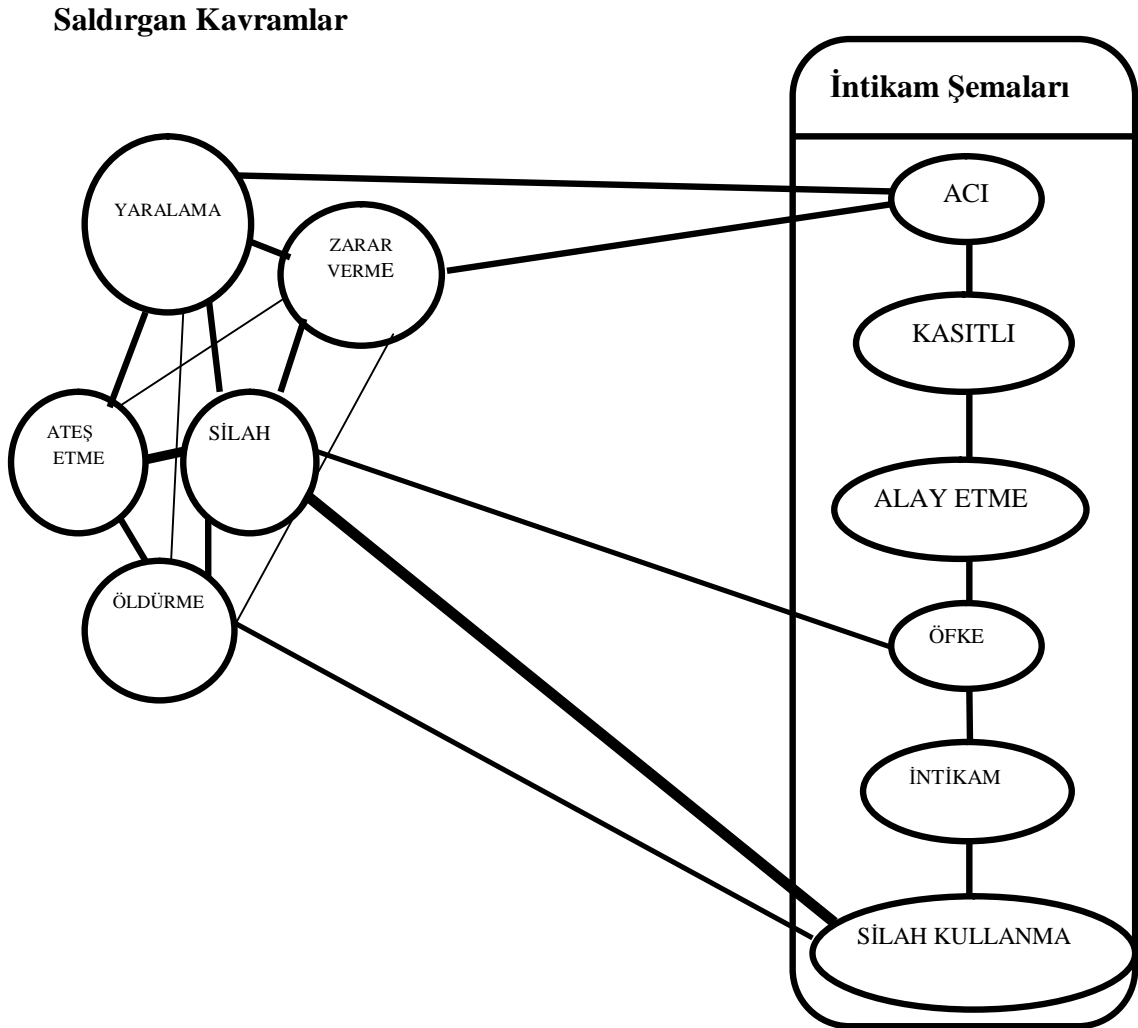 Saldırgan Kavramlar
İntikam Şemaları
YARALAMA
ZARAR
VERME
ATEŞ
ETME
SİLAH
ÖLDÜRME
ACI
KASITLI
ALAY ETME
ÖFKE
İNTİKAM
SİLAH KULLANMA